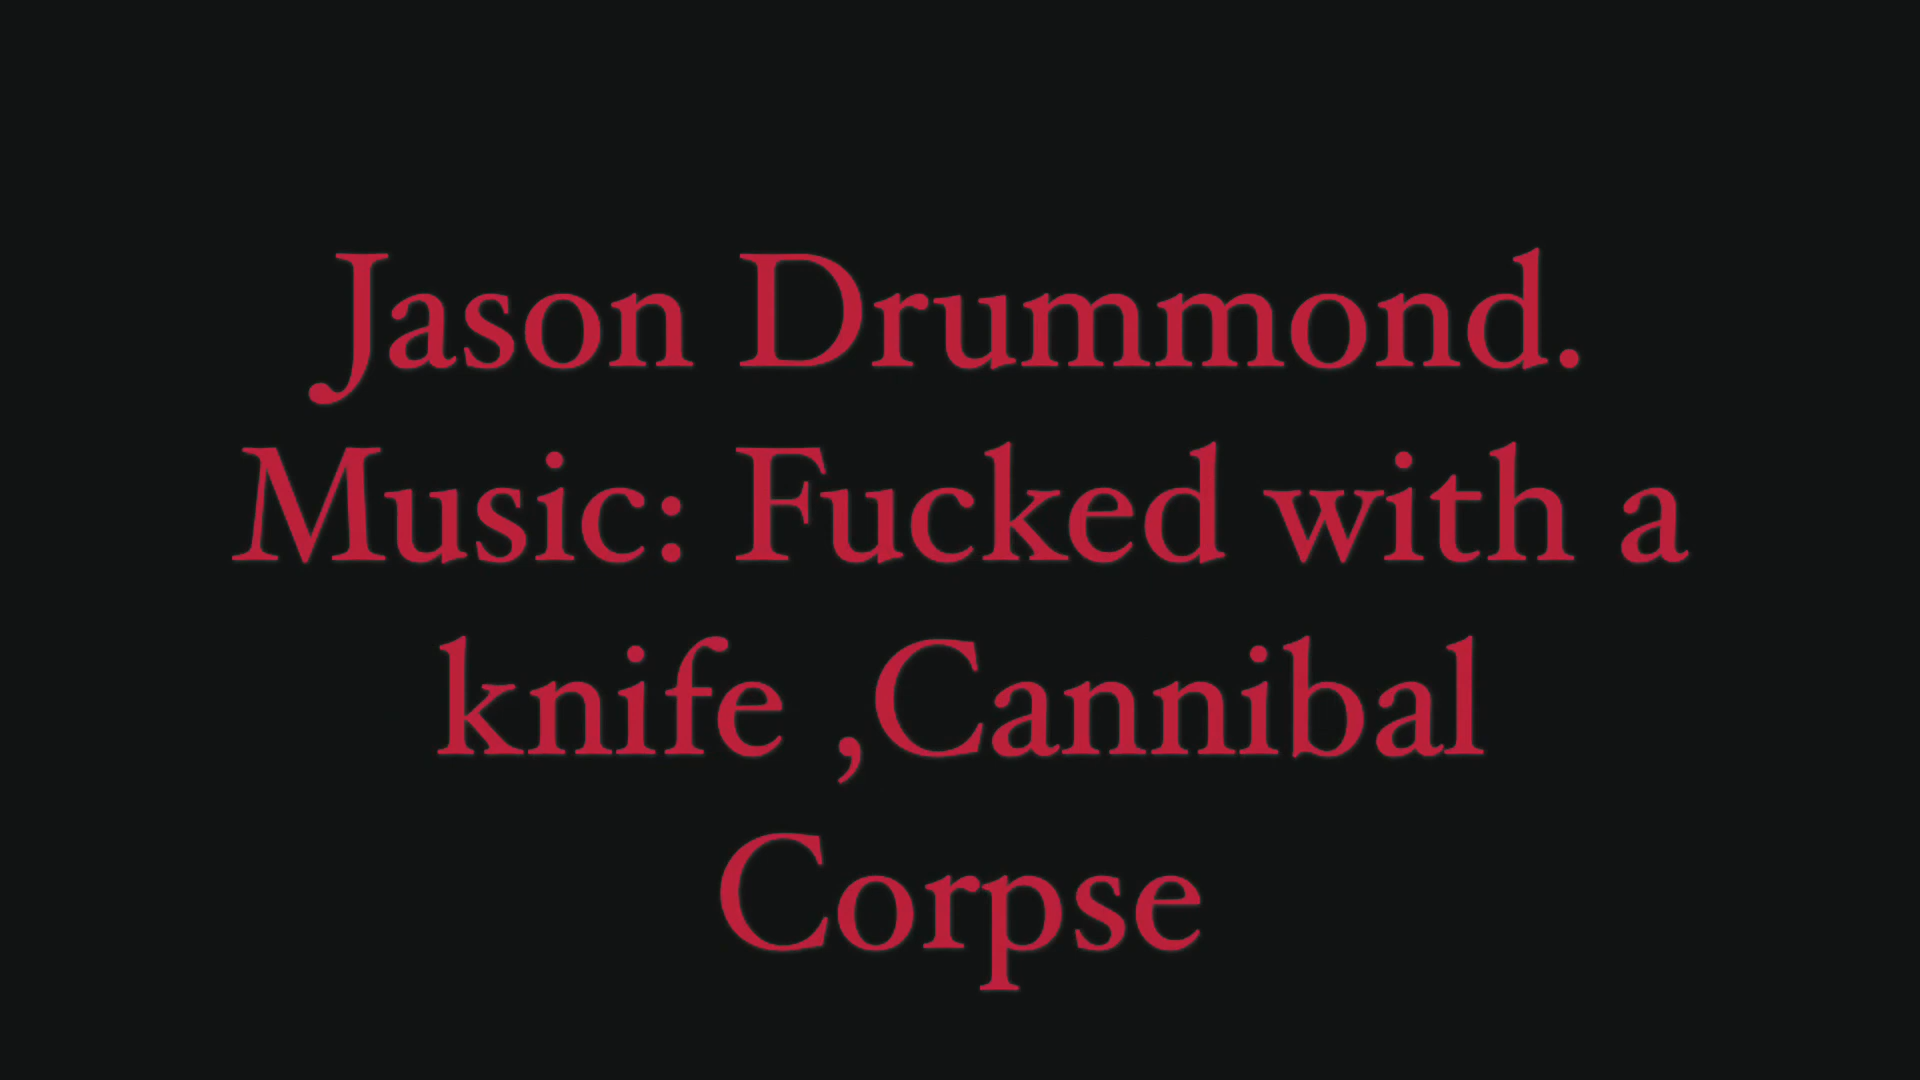 Jason Drummond.
Music: Fucked with a
knife ,Cannibal
Corpse